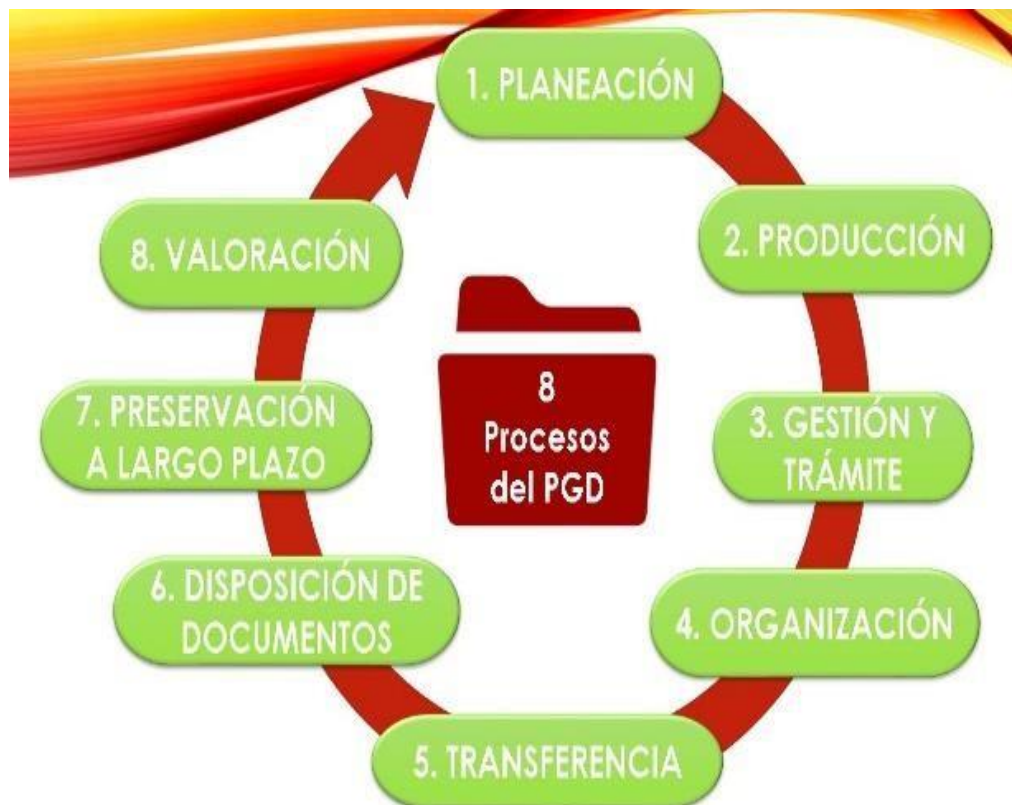 1. PLANEACIÓN
2. PRODUCCIÓN
3. GESTIÓN Y
TRÁMITE
4. ORGANIZACIÓN
5. TRANSFERENCIA
6. DISPOSICIÓN DE
DOCUMENTOS
7. PRESERVACIÓN
A LARGO PLAZO
8. VALORACIÓN
8
Procesos
del PGD